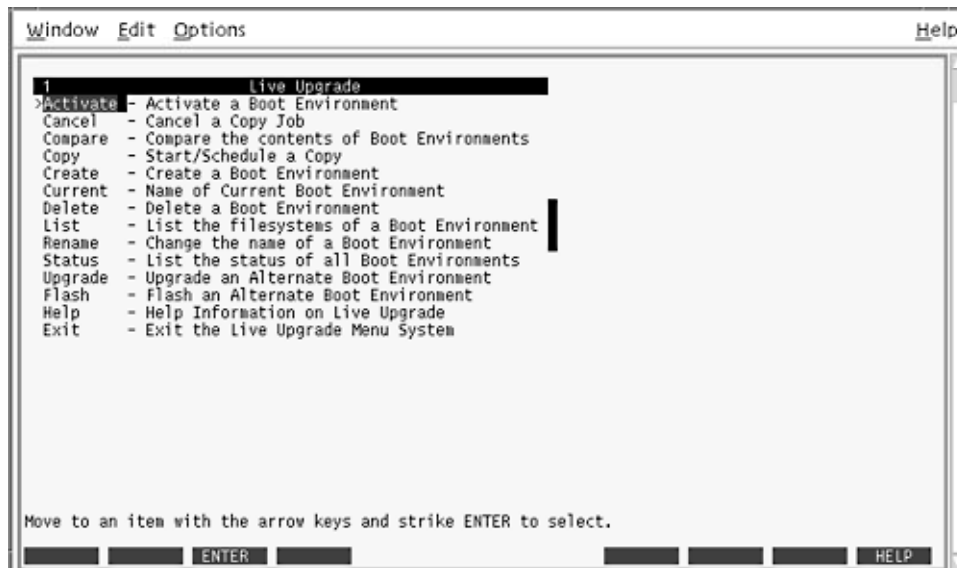 Window Edit Options Help
1 Live Upgrade
>Activate - Activate a Boot Environment
Cancel - Cancel a Copy Job
Compare - Compare the contents of Boot Environments
Copy - Start/Schedule a Copy
Create - Create a Boot Environment
Current - Name of Current Boot Environment
Delete - Delete a Boot Environment
List - List the filesystems of a Boot Environment
Rename - Change the name of a Boot Environment
Status - List the status of all Boot Environments
Upgrade - Upgrade an Alternate Boot Environment
Flash - Flash an Alternate Boot Environment
Help - Help Information on Live Upgrade
Exit - Exit the Live Upgrade Menu System
Move to an item with the arrow keys and strike ENTER to select.
ENTER HELP